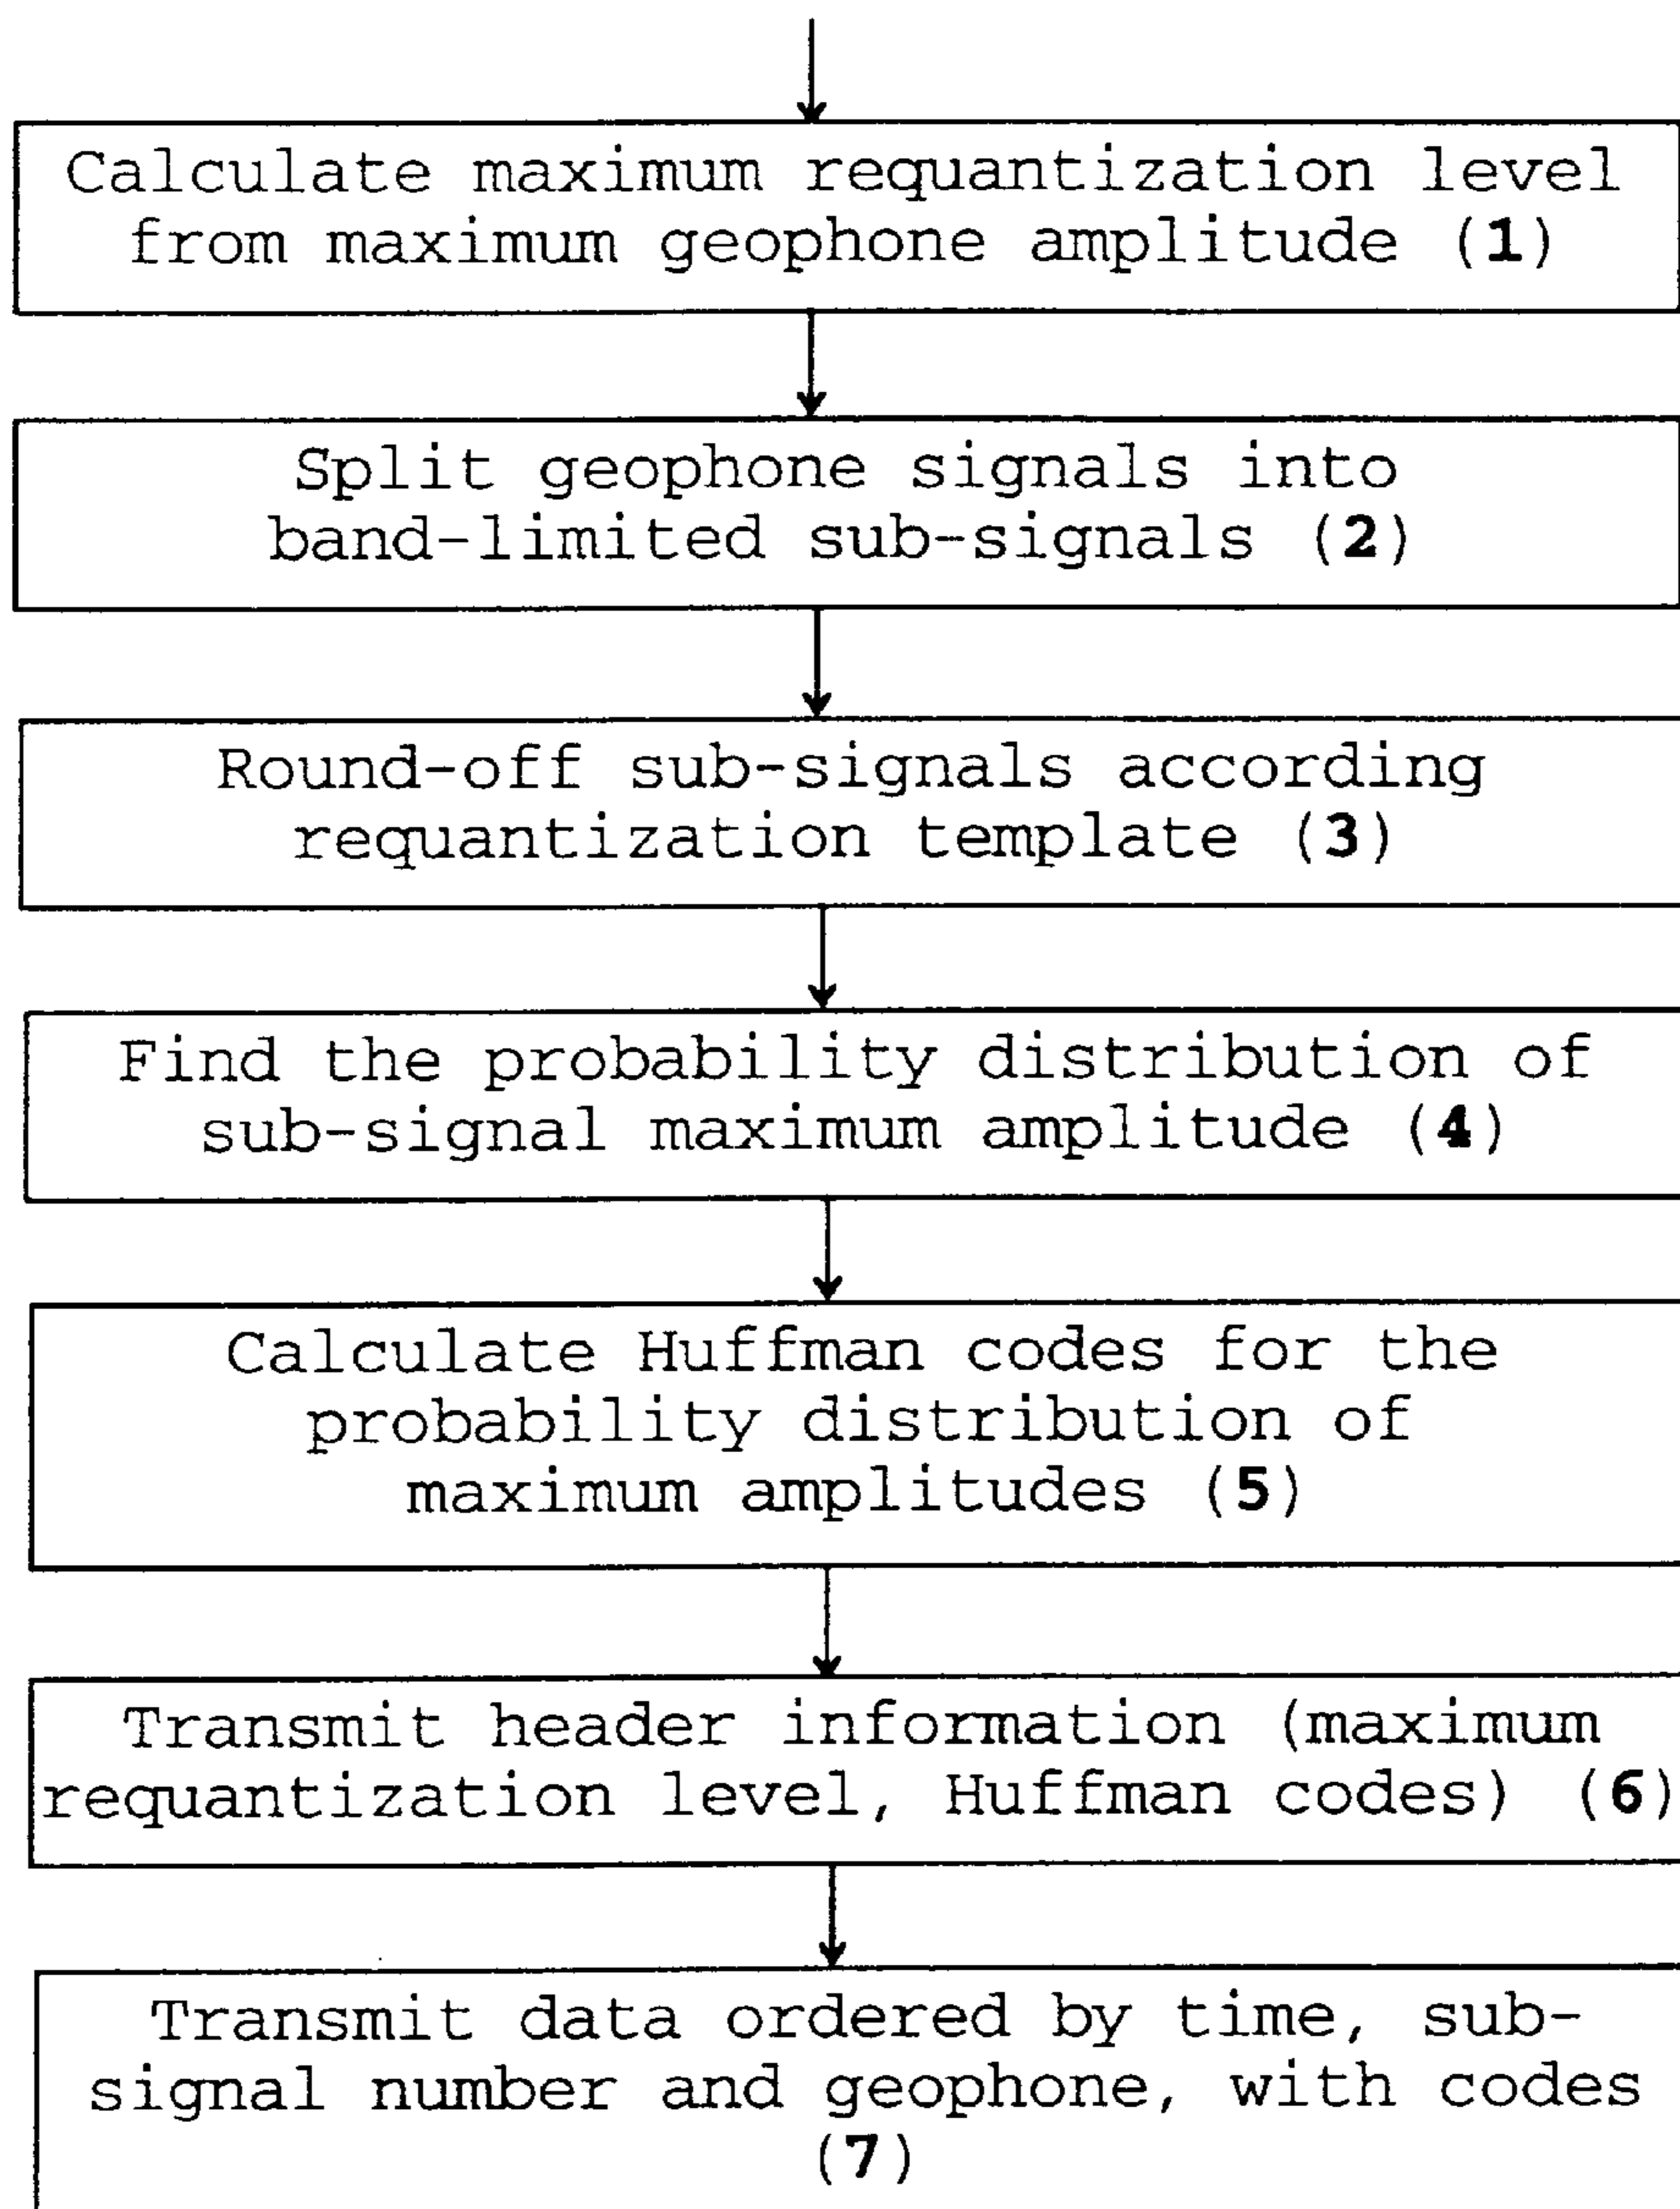 Calculate maximum requantization level
from maximum geophone amplitude (1)
Split geophone signals into
band-limited sub-signals (2)
Round-off sub-signals according
requantization template (3)
Find the probability distribution of
sub-signal maximum amplitude (4)
Calculate Huffman codes for the
probability distribution of
maximum amplitudes (5)
Transmit header information (maximum
requantization level, Huffman codes) (6)
Transmit data ordered by time, sub-
signal number and geophone, with codes
(7)